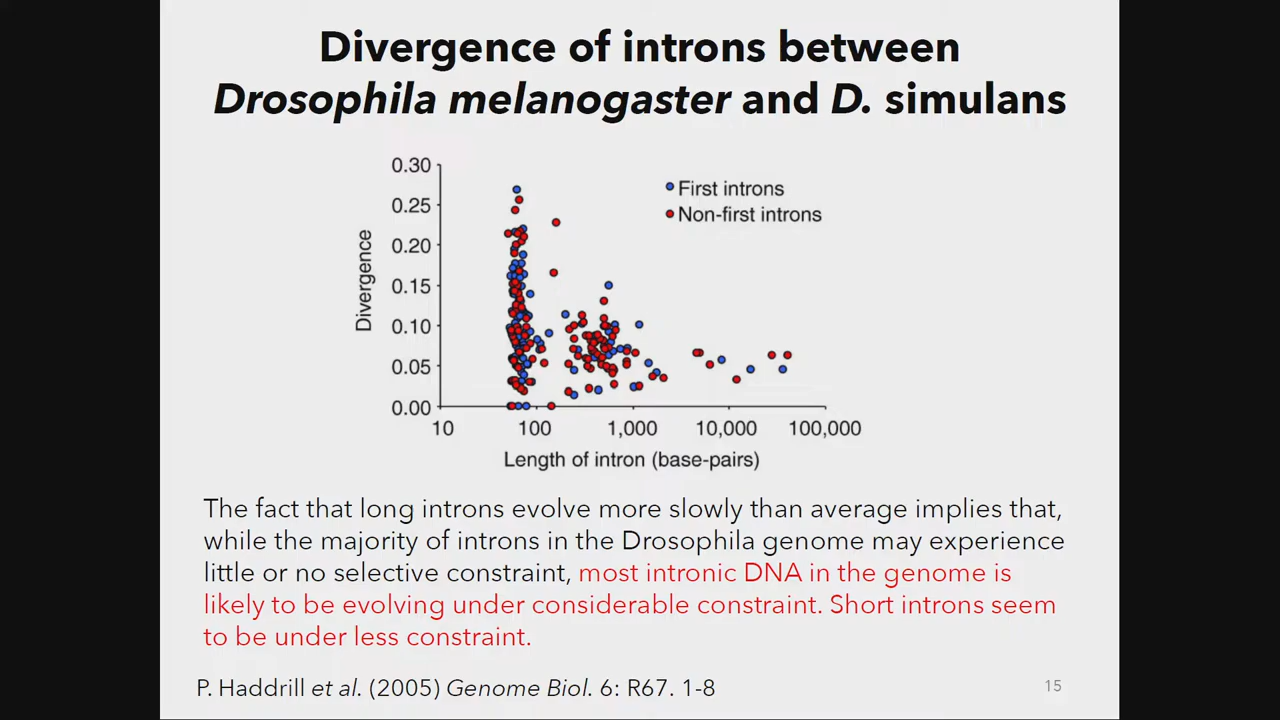 Divergence of introns between
Drosophila melanogaster and D. simulans
0.30
0.25
0.20
0.15
0.10
0.05
0.00
Divergence
First introns
Non-first introns
10
100
1,000
10,000
100,000
Length of intron (base-pairs)
The fact that long introns evolve more slowly than average implies that,
while the majority of introns in the Drosophila genome may experience
little or no selective constraint, most intronic DNA in the genome is
likely to be evolving under considerable constraint. Short introns seem
to be under less constraint.
P. Haddrill et al. (2005) Genome Biol. 6: R67. 1-8
15